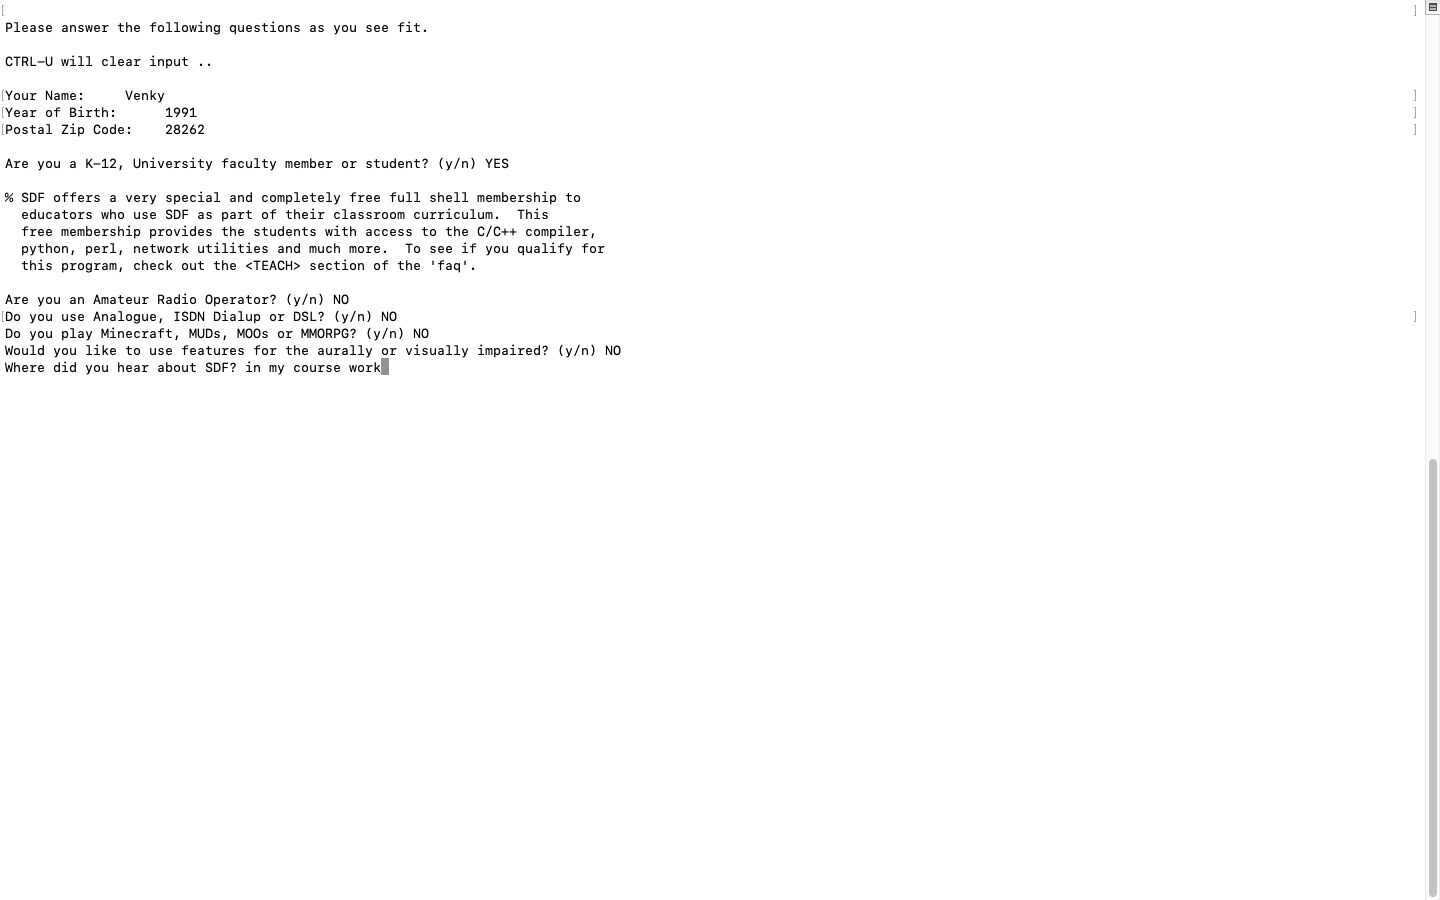 Please answer the following questions as you see fit.
CTRL-U will clear input ..
Your Name:     Venky
Year of Birth:      1991
Postal Zip Code:    28262
Are you a K-12, University faculty member or student? (y/n) YES
% SDF offers a very special and completely free full shell membership to
educators who use SDF as part of their classroom curriculum.  This
free membership provides the students with access to the C/C++ compiler,
python, perl, network utilities and much more.  To see if you qualify for
this program, check out the <TEACH> section of the 'faq'.
Are you an Amateur Radio Operator? (y/n) NO
Do you use Analogue, ISDN Dialup or DSL? (y/n) NO
Do you play Minecraft, MUDs, MOOs or MMORPG? (y/n) NO
Would you like to use features for the aurally or visually impaired? (y/n) NO
Where did you hear about SDF? in my course work